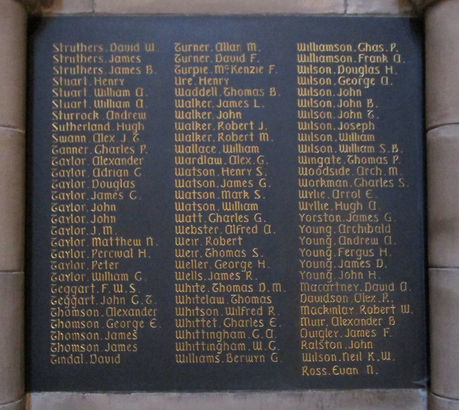 Struthers. David W.
Struthers. James
Struthers. James B.
Stuart. Henry
Stuart. William A.
Stuart. William A.
Sturrock. Andrew
Sutherland. Hugh
Swann. Alex. J. T.
Tanner. Charles P.
Taylor. Alexander
Taylor. Adrian C.
Taylor. Douglas
Taylor. James C.
Taylor. John
Taylor. John
Taylor. J. M.
Taylor. Matthew N.
Taylor. Percival H.
Taylor. Peter
Taylor. William C.
Teggart. F. W. S.
Teggart. John C. T.
Thomson. Alexander
Thomson. George E.
Thomson. James
Thomson. James
Tindal. David
Turner. Allan M.
Turner. David F.
Turpie. McKenzie F.
Ure. Henry
Waddell. Thomas B.
Walker. James L.
Walker. John
Walker. Robert J.
Walker. Robert M.
Wallace. William
Wardlaw. Alex. G.
Watson. Henry S.
Watson. James G.
Watson. Mark S.
Watson. William
Watt. Charles G.
Webster. Alfred A.
Weir. Robert
Weir. Thomas S.
Weller. George H.
Wells. James R.
White. Thomas D. M.
Whitelaw. Thomas
Whitson. Wilfred R.
Whittet. Charles E.
Whittingham. G. A.
Whittingham. W. G.
Williams. Berwyn G.
Williamson. Chas. P.
Williamson. Frank A.
Wilson. Douglas H.
Wilson. George A.
Wilson. John
Wilson. John B.
Wilson. John T.
Wilson. Joseph
Wilson. William
Wilson. William S. B.
Wingate. Thomas P.
Woodside. Arch. M.
Workman. Charles S.
Wylie. Arrol E.
Wyllie. Hugh A.
Yorston. James G.
Young. Archibald
Young. Andrew A.
Young. Fergus H.
Young. James D.
Young. John H.
Macartney. David A.
Davidson. Alex. P.
Mackinlay. Robert W.
Muir. Alexander B
Quigley. James F.
Ralston. John
Wilson. Neil K. W.
Ross. Evan N.